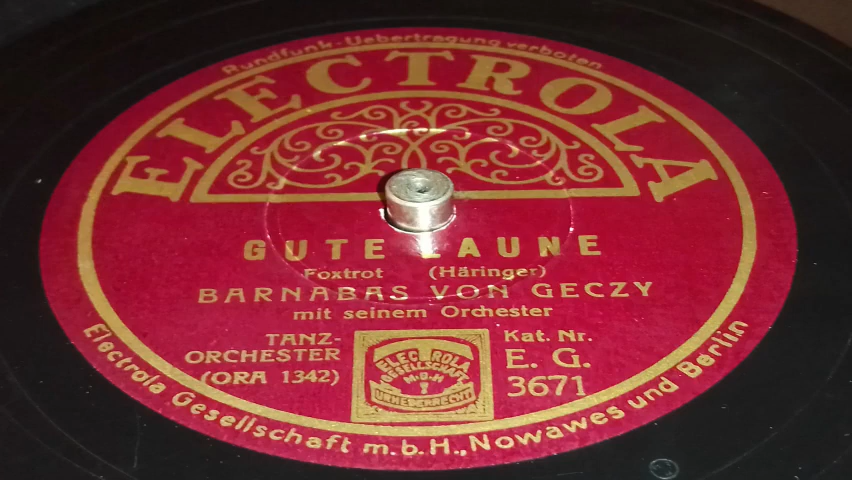 Rundfunk-Uebertragung verboten
ELECTROLA
GUTE LAUNE
Foxtrot (Häringer)
BARNABAS VON GECZY
mit seinem Orchester
TANZ-
ORCHESTER
(ORA 1342)
ELECTROLA
GESELLSCHAFT
M.B.H
URHEBERRECHT
Kat. Nr.
E. G.
3671
Electrola Gesellschaft m.b.H., Nowawes und Berlin